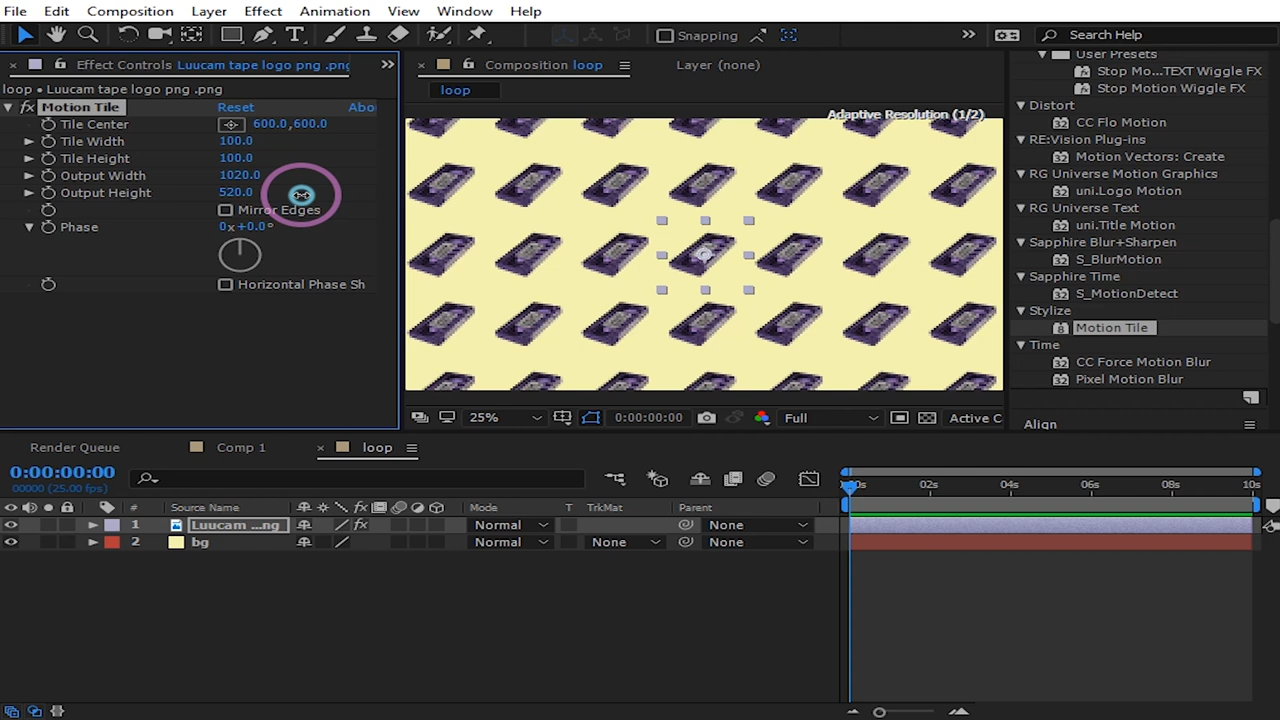 File Edit Composition Layer Effect Animation View Window Help
Snapping
Search Help
Effect Controls Luucam tape logo png .png
loop • Luucam tape logo png .png
fx Motion Tile Reset Abo
Tile Center 600.0,600.0
Tile Width 100.0
Tile Height 100.0
Output Width 1020.0
Output Height 520.0
Mirror Edges
Phase 0x+0.0°
Horizontal Phase Sh
Composition loop
Layer (none)
loop
Adaptive Resolution (1/2)
25%
0:00:00:00
Full
Active C
User Presets
Stop Mo...TEXT Wiggle FX
Stop Motion Wiggle FX
Distort
CC Flo Motion
RE:Vision Plug-ins
Motion Vectors: Create
RG Universe Motion Graphics
uni.Logo Motion
RG Universe Text
uni.Title Motion
Sapphire Blur+Sharpen
S_BlurMotion
Sapphire Time
S_MotionDetect
Stylize
Motion Tile
Time
CC Force Motion Blur
Pixel Motion Blur
Align
Render Queue
Comp 1
loop
0:00:00:00
00000 (25.00 fps)
02s 04s 06s 08s 10s
# Source Name Mode T TrkMat Parent
1 Luucam ...ng fx Normal None
2 bg Normal None None